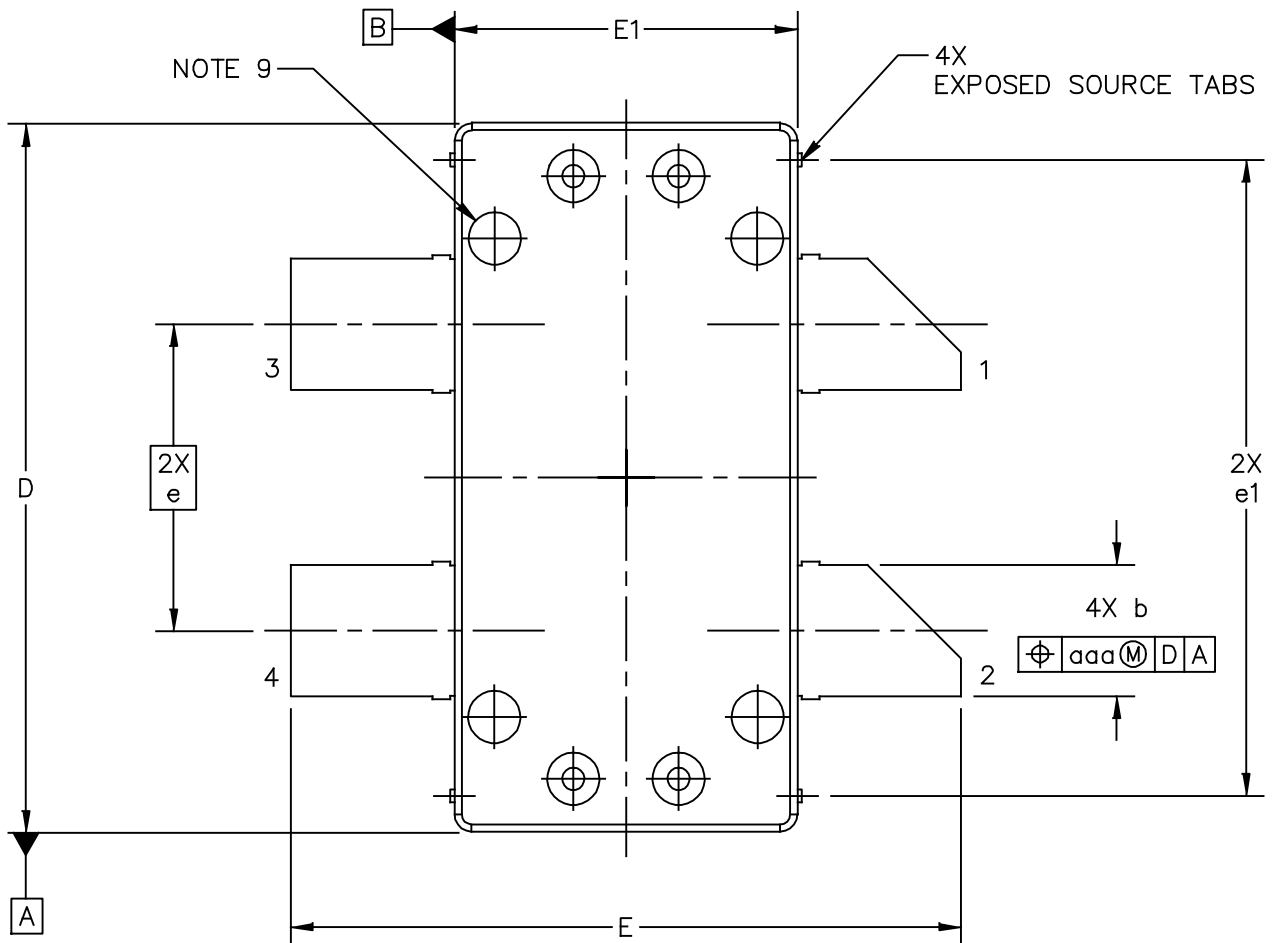 B
E1
NOTE 9
4X
EXPOSED SOURCE TABS
3
1
D
2X
e
2X
e1
4X b
⌖ aaa Ⓜ D A
4
2
A
E